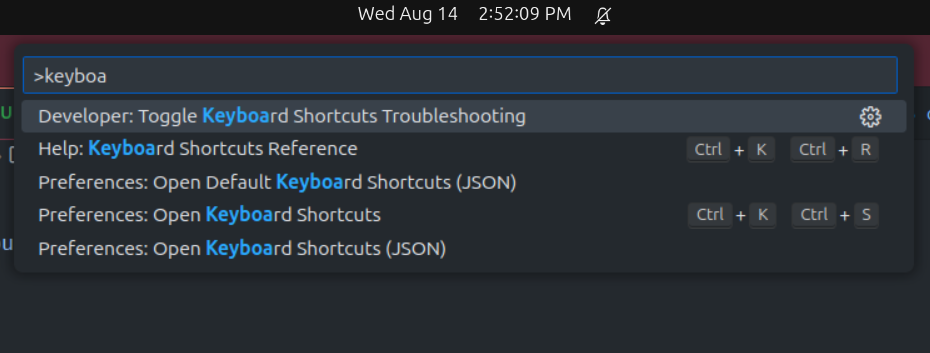 Wed Aug 14 2:52:09 PM
>keyboa
Developer: Toggle Keyboard Shortcuts Troubleshooting
Help: Keyboard Shortcuts Reference Ctrl + K Ctrl + R
Preferences: Open Default Keyboard Shortcuts (JSON)
Preferences: Open Keyboard Shortcuts Ctrl + K Ctrl + S
Preferences: Open Keyboard Shortcuts (JSON)